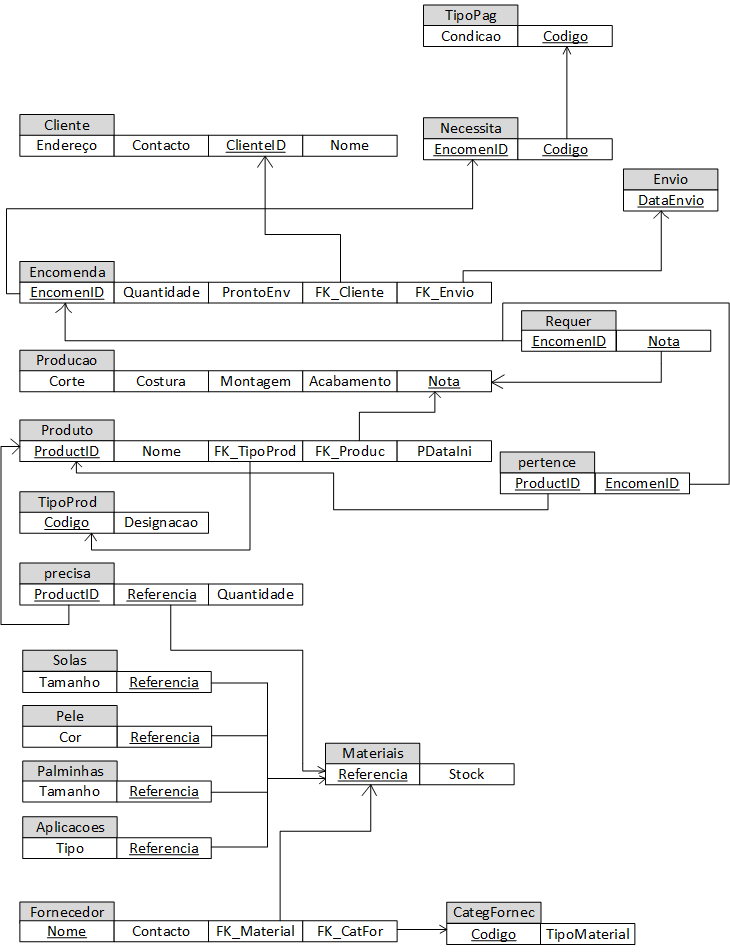 TipoPag
Condicao Codigo
Cliente
Endereço Contacto ClienteID Nome
Necessita
EncomenID Codigo
Envio
DataEnvio
Encomenda
EncomenID Quantidade ProntoEnv FK_Cliente FK_Envio
Requer
EncomenID Nota
Producao
Corte Costura Montagem Acabamento Nota
Produto
ProductID Nome FK_TipoProd FK_Produc PDataIni
pertence
ProductID EncomenID
TipoProd
Codigo Designacao
precisa
ProductID Referencia Quantidade
Solas
Tamanho Referencia
Pele
Cor Referencia
Materiais
Referencia Stock
Palminhas
Tamanho Referencia
Aplicacoes
Tipo Referencia
Fornecedor
Nome Contacto FK_Material FK_CatFor
CategFornec
Codigo TipoMaterial